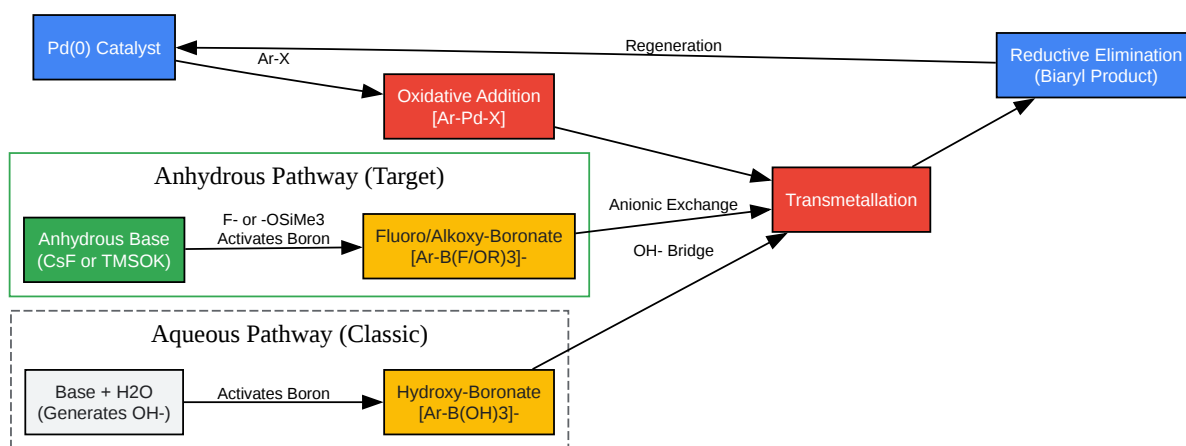 Pd(0) Catalyst
Ar-X
Regeneration
Reductive Elimination
(Biaryl Product)
Oxidative Addition
[Ar-Pd-X]
Anhydrous Pathway (Target)
Anhydrous Base
(CsF or TMSOK)
F- or -OSiMe3
Activates Boron
Fluoro/Alkoxy-Boronate
[Ar-B(F/OR)3]-
Anionic Exchange
Transmetallation
OH- Bridge
Aqueous Pathway (Classic)
Base + H2O
(Generates OH-)
Activates Boron
Hydroxy-Boronate
[Ar-B(OH)3]-